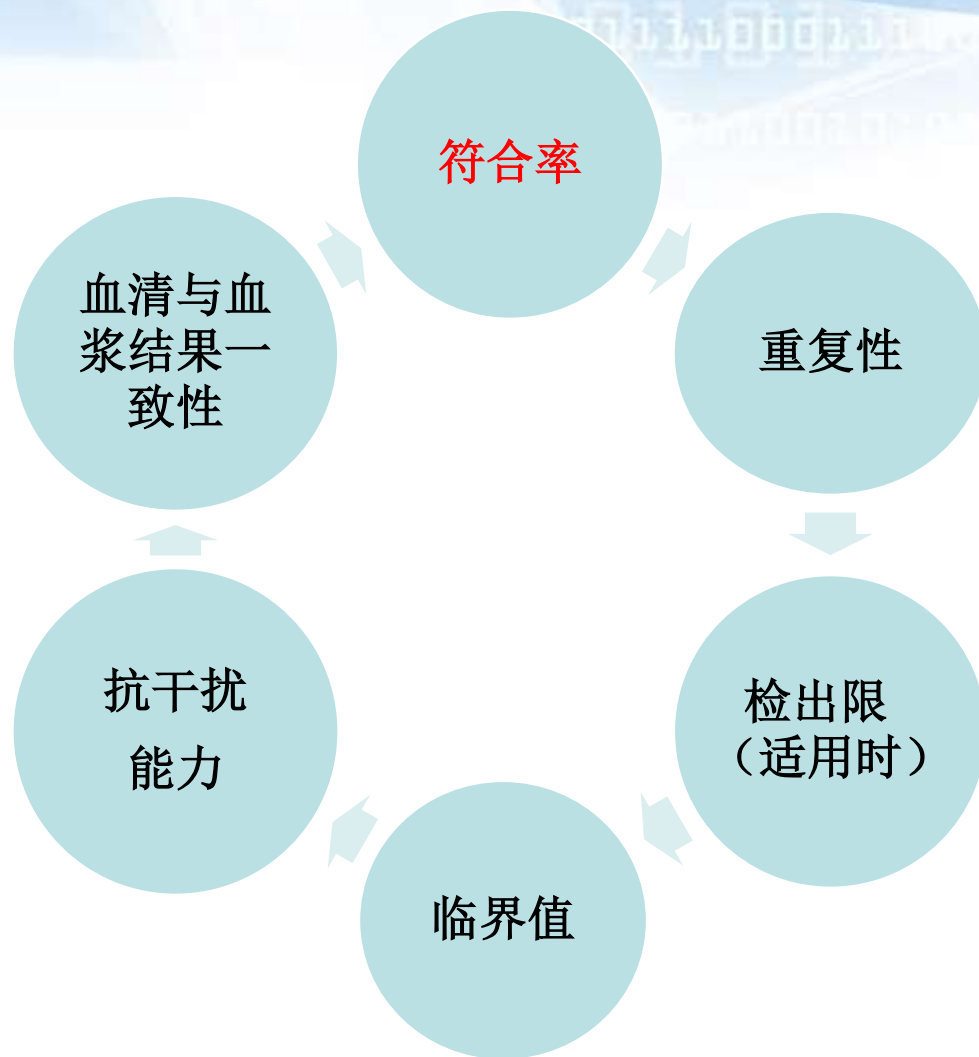 符合率
重复性
检出限
（适用时）
临界值
抗干扰
能力
血清与血
浆结果一
致性